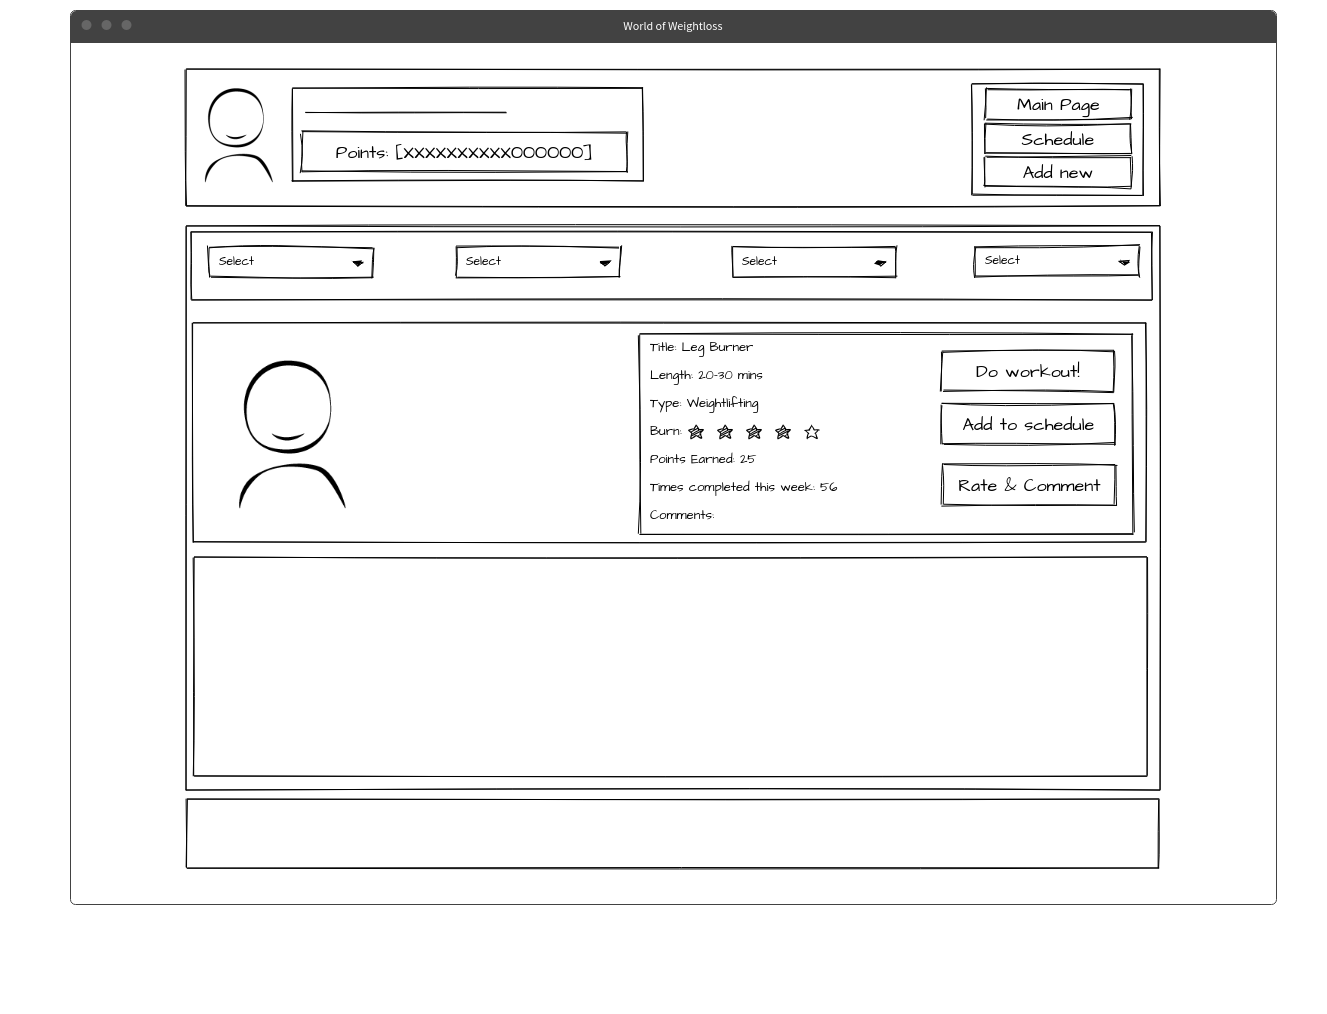 World of Weightloss
Points: [XXXXXXXXXXOOOOOO]
Main Page
Schedule
Add new
Select
Select
Select
Select
Title: Leg Burner
Length: 20-30 mins
Type: Weightlifting
Burn:
Points Earned: 25
Times completed this week: 56
Comments:
Do workout!
Add to schedule
Rate & Comment